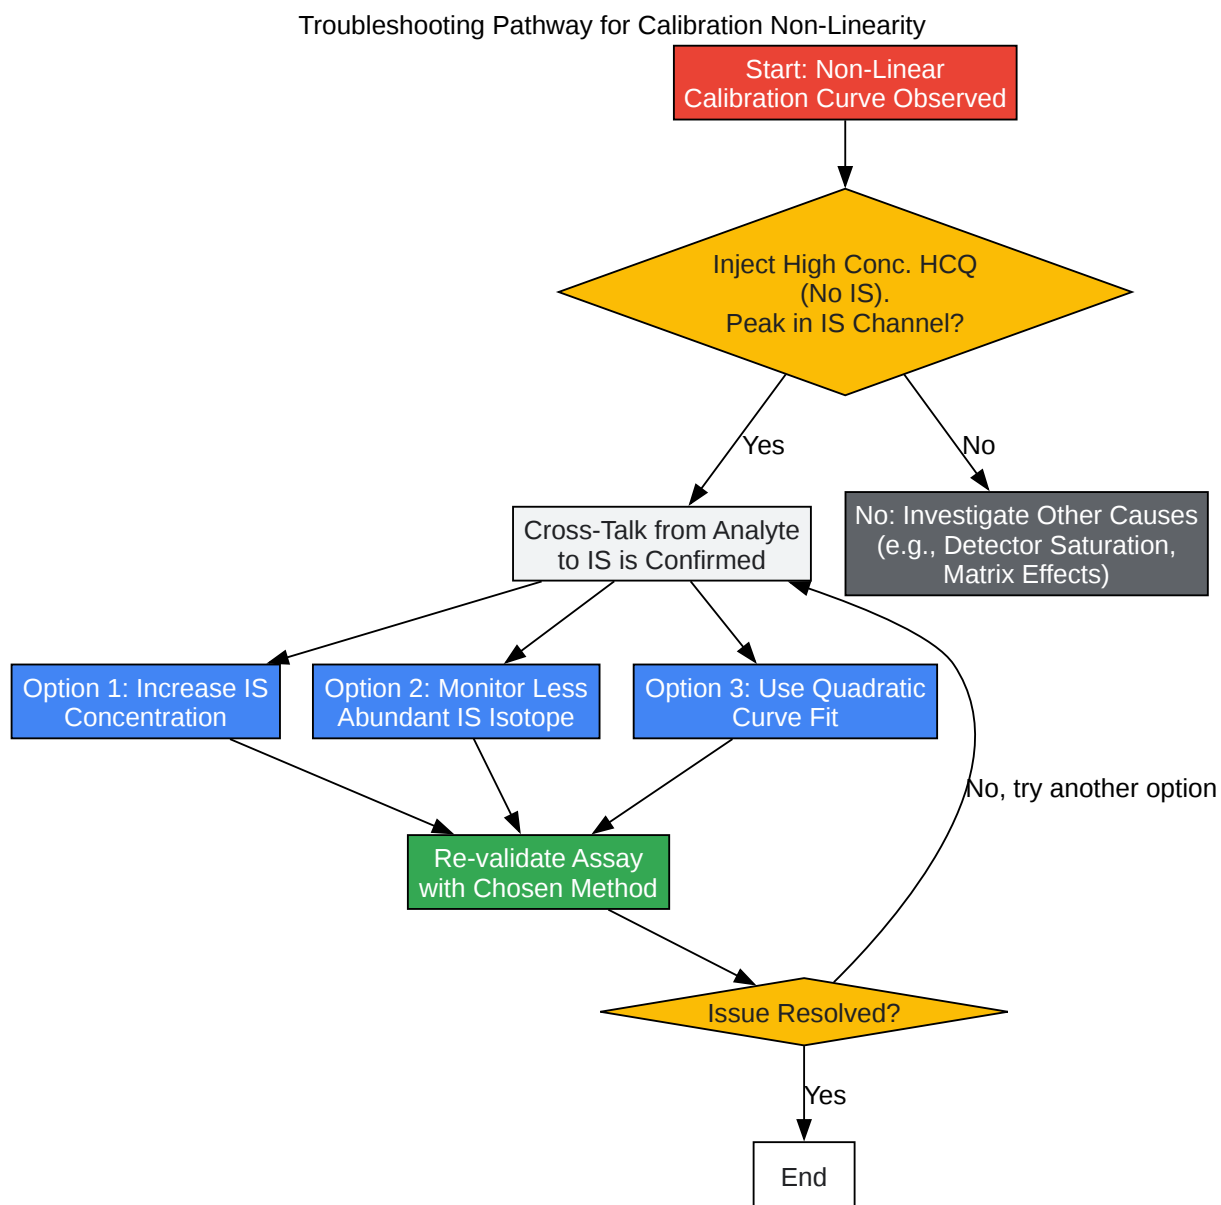 Troubleshooting Pathway for Calibration Non-Linearity
Start: Non-Linear
Calibration Curve Observed
Inject High Conc. HCQ
(No IS).
Peak in IS Channel?
Yes
No
Cross-Talk from Analyte
to IS is Confirmed
No: Investigate Other Causes
(e.g., Detector Saturation,
Matrix Effects)
Option 1: Increase IS
Concentration
Option 2: Monitor Less
Abundant IS Isotope
Option 3: Use Quadratic
Curve Fit
No, try another option
Re-validate Assay
with Chosen Method
Issue Resolved?
Yes
End